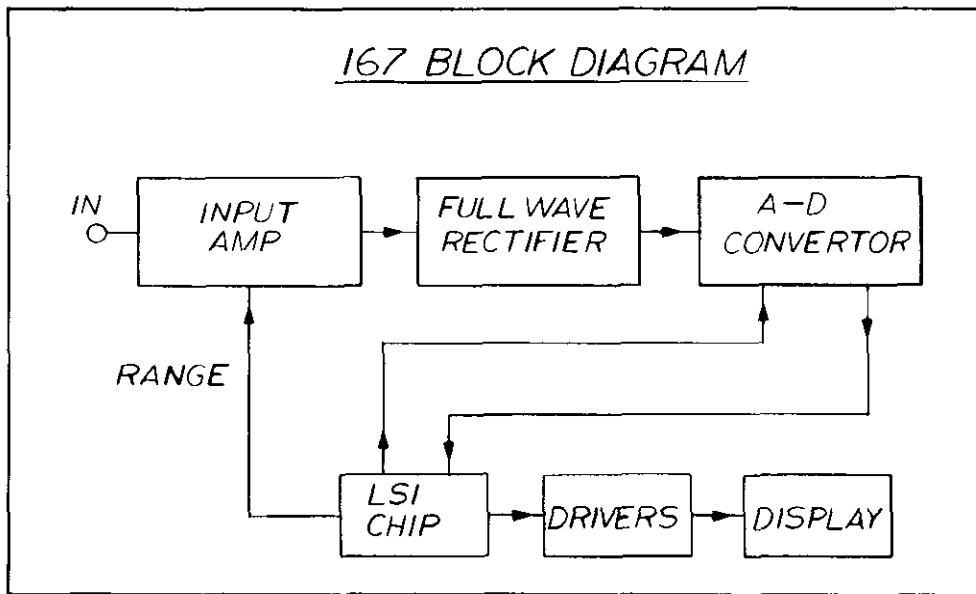 167 BLOCK DIAGRAM
IN
INPUT
AMP
FULL WAVE
RECTIFIER
A-D
CONVERTOR
RANGE
LSI
CHIP
DRIVERS
DISPLAY